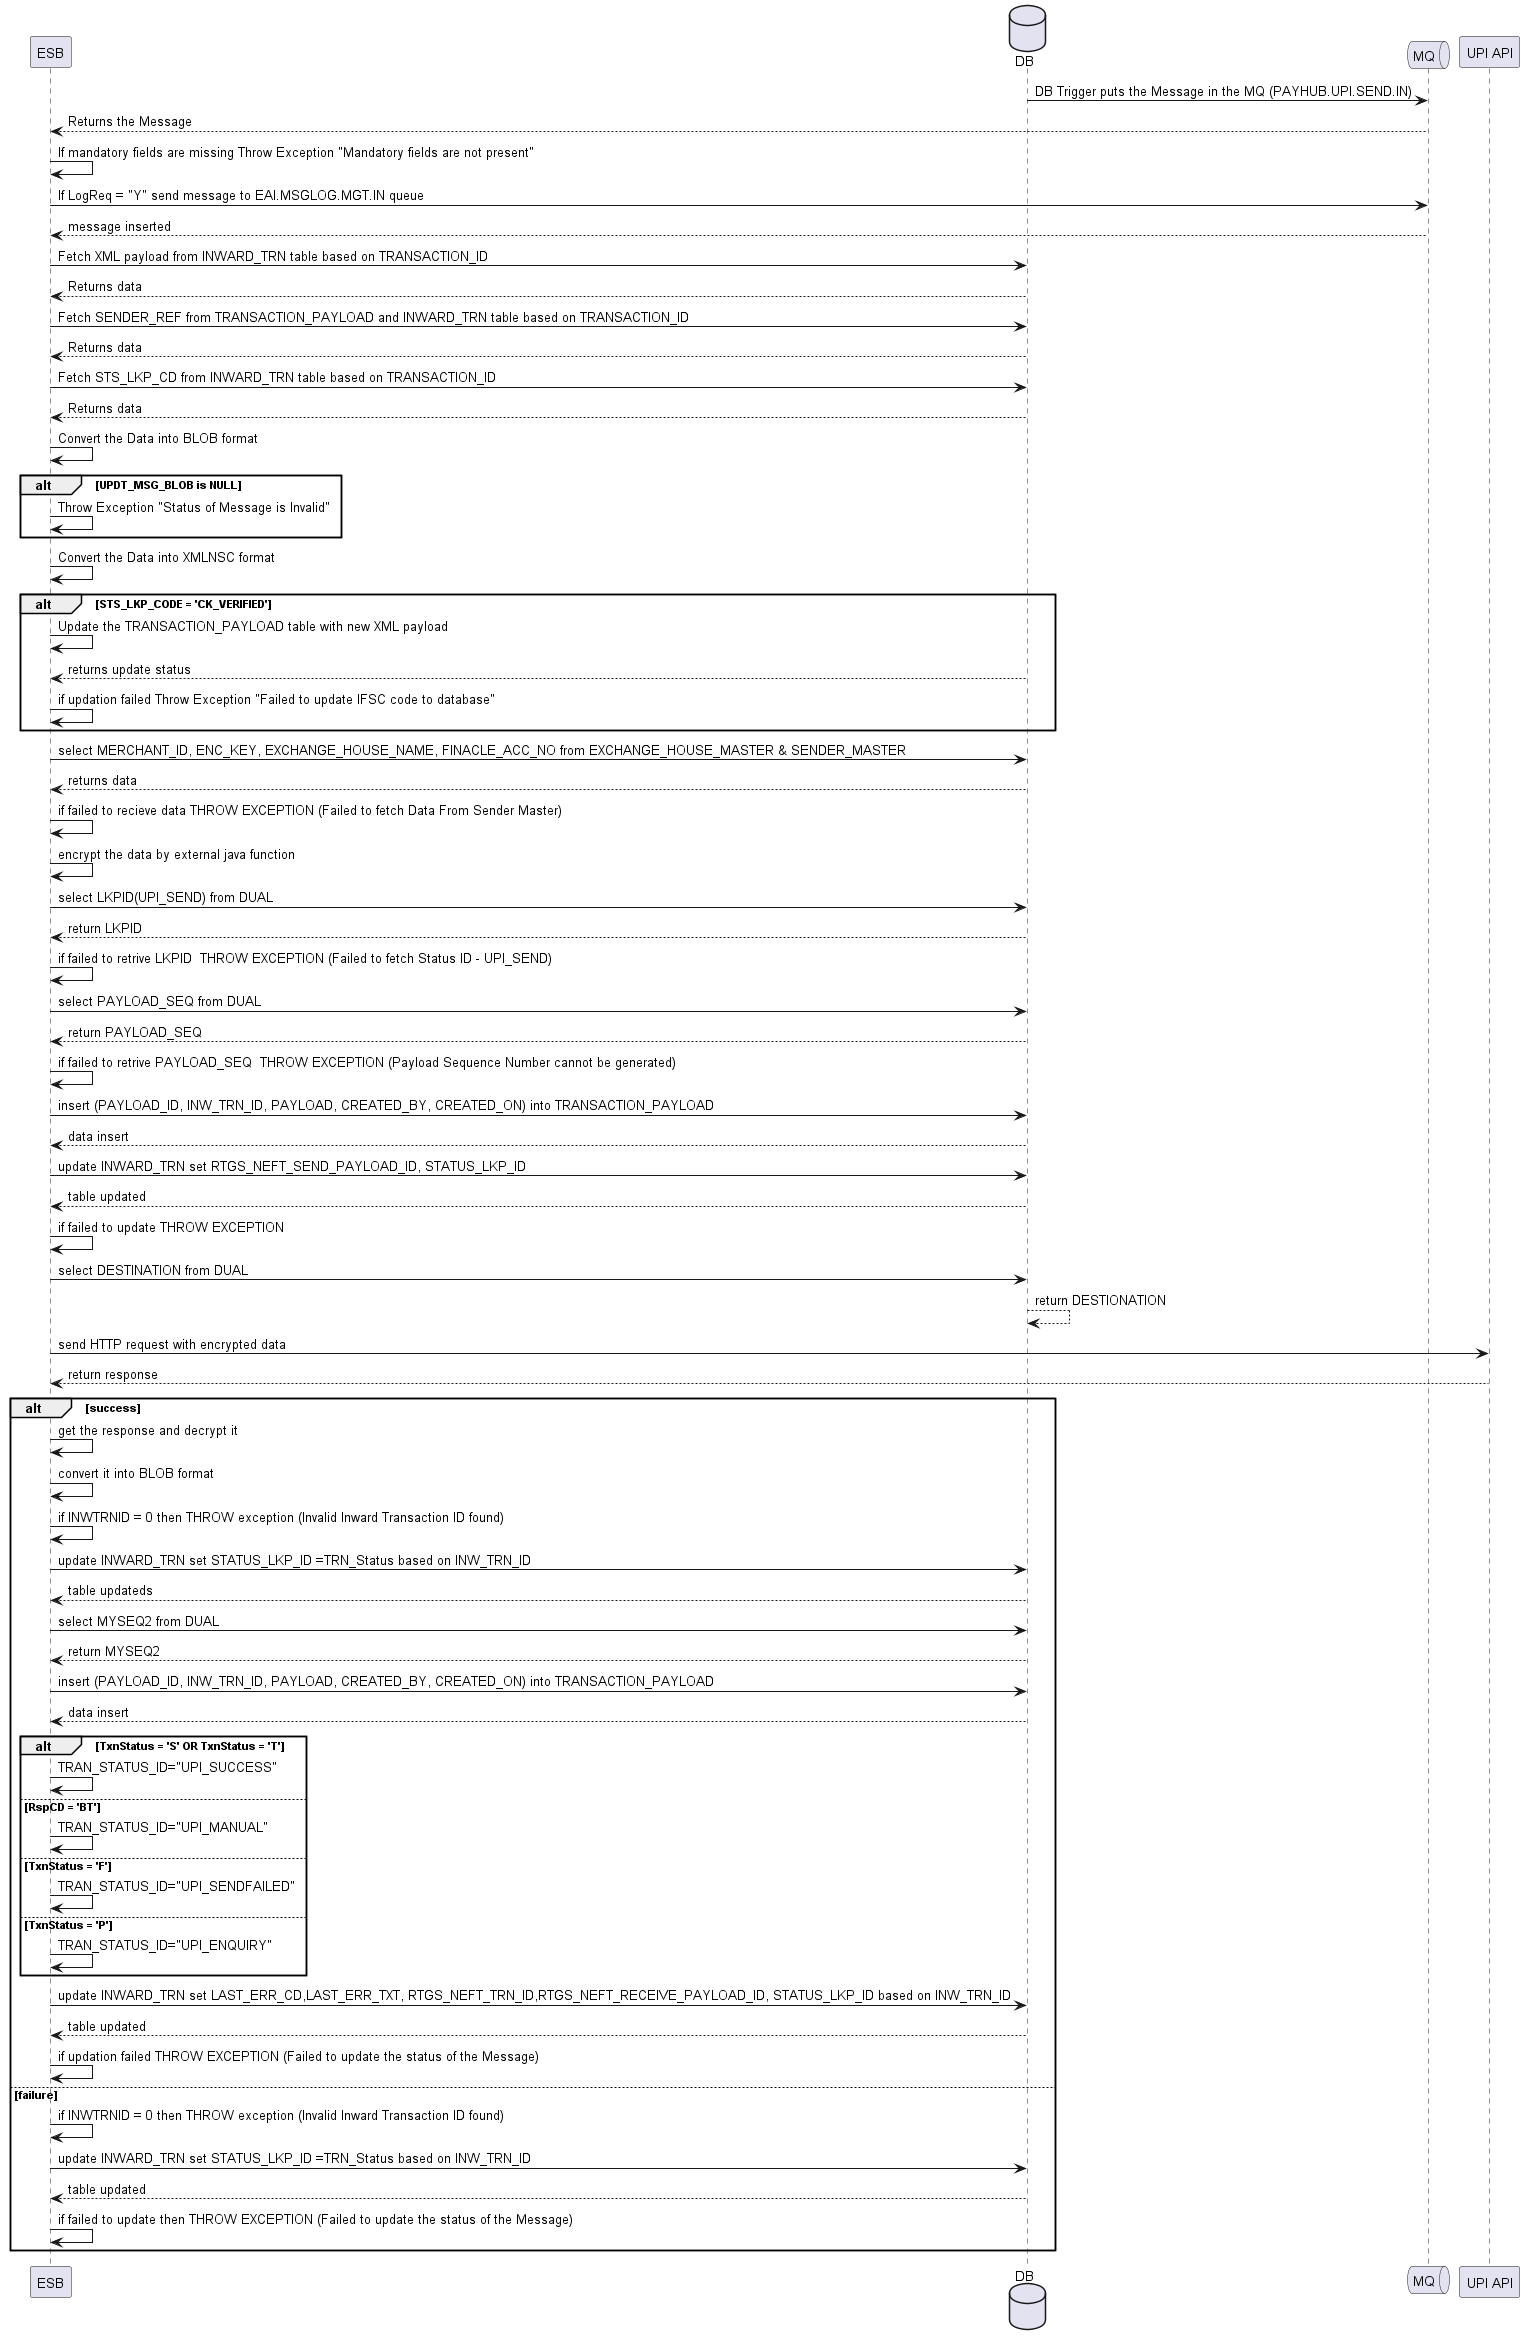 DB
ESB
MQ
UPI API
DB Trigger puts the Message in the MQ (PAYHUB.UPI.SEND.IN)
Returns the Message
If mandatory fields are missing Throw Exception "Mandatory fields are not present"
If LogReq = "Y" send message to EAI.MSGLOG.MGT.IN queue
message inserted
Fetch XML payload from INWARD_TRN table based on TRANSACTION_ID
Returns data
Fetch SENDER_REF from TRANSACTION_PAYLOAD and INWARD_TRN table based on TRANSACTION_ID
Returns data
Fetch STS_LKP_CD from INWARD_TRN table based on TRANSACTION_ID
Returns data
Convert the Data into BLOB format
alt [UPDT_MSG_BLOB is NULL]
Throw Exception "Status of Message is Invalid"
Convert the Data into XMLNSC format
alt [STS_LKP_CODE = 'CK_VERIFIED']
Update the TRANSACTION_PAYLOAD table with new XML payload
returns update status
if updation failed Throw Exception "Failed to update IFSC code to database"
select MERCHANT_ID, ENC_KEY, EXCHANGE_HOUSE_NAME, FINACLE_ACC_NO from EXCHANGE_HOUSE_MASTER & SENDER_MASTER
returns data
if failed to recieve data THROW EXCEPTION (Failed to fetch Data From Sender Master)
encrypt the data by external java function
select LKPID(UPI_SEND) from DUAL
return LKPID
if failed to retrive LKPID  THROW EXCEPTION (Failed to fetch Status ID - UPI_SEND)
select PAYLOAD_SEQ from DUAL
return PAYLOAD_SEQ
if failed to retrive PAYLOAD_SEQ  THROW EXCEPTION (Payload Sequence Number cannot be generated)
insert (PAYLOAD_ID, INW_TRN_ID, PAYLOAD, CREATED_BY, CREATED_ON) into TRANSACTION_PAYLOAD
data insert
update INWARD_TRN set RTGS_NEFT_SEND_PAYLOAD_ID, STATUS_LKP_ID
table updated
if failed to update THROW EXCEPTION
select DESTINATION from DUAL
return DESTIONATION
send HTTP request with encrypted data
return response
alt [success]
get the response and decrypt it
convert it into BLOB format
if INWTRNID = 0 then THROW exception (Invalid Inward Transaction ID found)
update INWARD_TRN set STATUS_LKP_ID =TRN_Status based on INW_TRN_ID
table updateds
select MYSEQ2 from DUAL
return MYSEQ2
insert (PAYLOAD_ID, INW_TRN_ID, PAYLOAD, CREATED_BY, CREATED_ON) into TRANSACTION_PAYLOAD
data insert
alt [TxnStatus = 'S' OR TxnStatus = 'T']
TRAN_STATUS_ID="UPI_SUCCESS"
[RspCD = 'BT']
TRAN_STATUS_ID="UPI_MANUAL"
[TxnStatus = 'F']
TRAN_STATUS_ID="UPI_SENDFAILED"
[TxnStatus = 'P']
TRAN_STATUS_ID="UPI_ENQUIRY"
update INWARD_TRN set LAST_ERR_CD,LAST_ERR_TXT, RTGS_NEFT_TRN_ID,RTGS_NEFT_RECEIVE_PAYLOAD_ID, STATUS_LKP_ID based on INW_TRN_ID
table updated
if updation failed THROW EXCEPTION (Failed to update the status of the Message)
[failure]
if INWTRNID = 0 then THROW exception (Invalid Inward Transaction ID found)
update INWARD_TRN set STATUS_LKP_ID =TRN_Status based on INW_TRN_ID
table updated
if failed to update then THROW EXCEPTION (Failed to update the status of the Message)
ESB
DB
MQ
UPI API